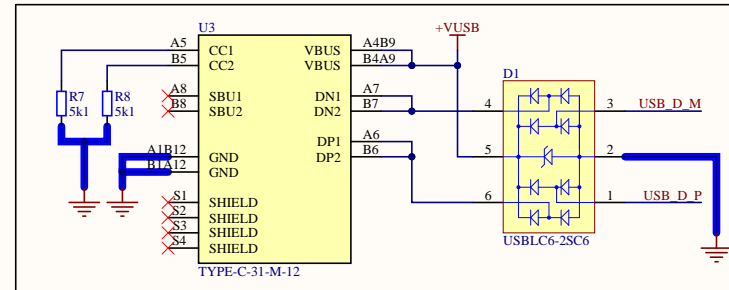 U3
+VUSB
A5 CC1 VBUS A4B9
B5 CC2 VBUS B4A9
D1
R7 5k1
R8 5k1
A8 SBU1 DN1 A7
B8 SBU2 DN2 B7
4 3 USB_D_M
DP1 A6
A1B12 GND DP2 B6
B1A12 GND
5 2
S1 SHIELD
S2 SHIELD
S3 SHIELD
S4 SHIELD
6 1 USB_D_P
USBLC6-2SC6
TYPE-C-31-M-12